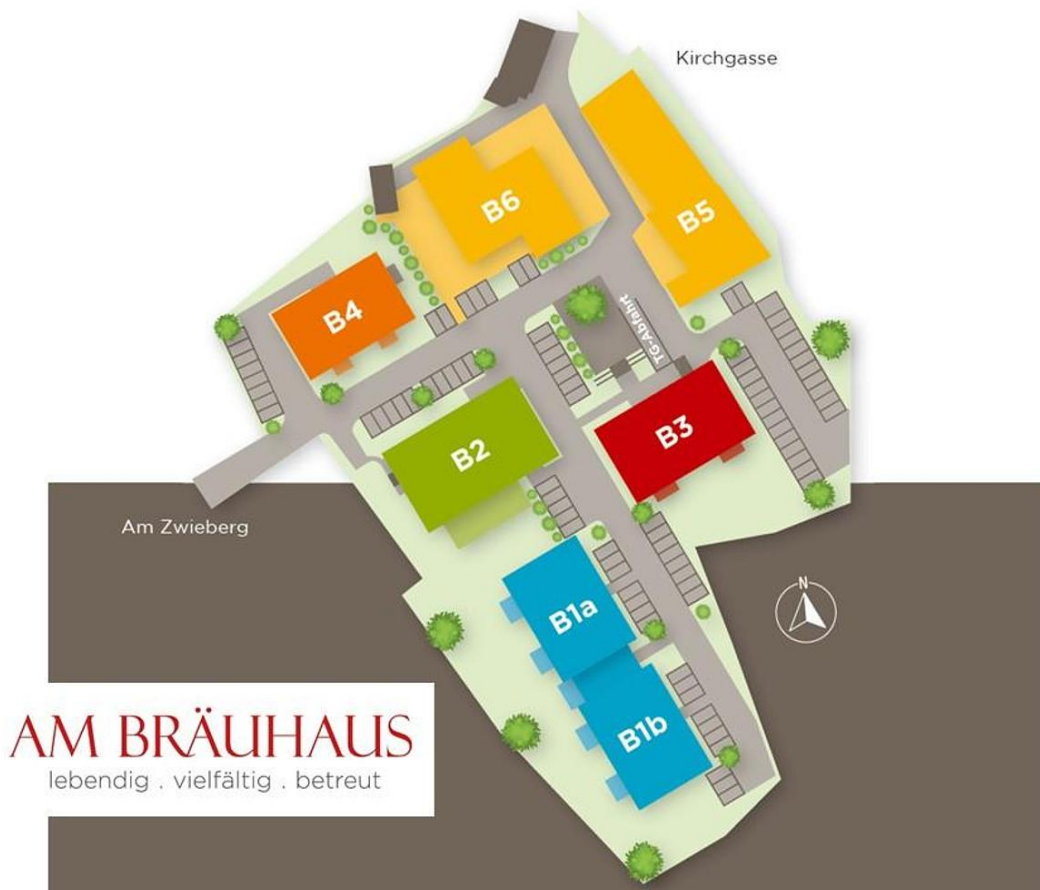 Kirchgasse
B6
B5
B4
TG-Abfahrt
B3
B2
Am Zwieberg
B1a
N
B1b
AM BRÄUHAUS
lebendig . vielfältig . betreut